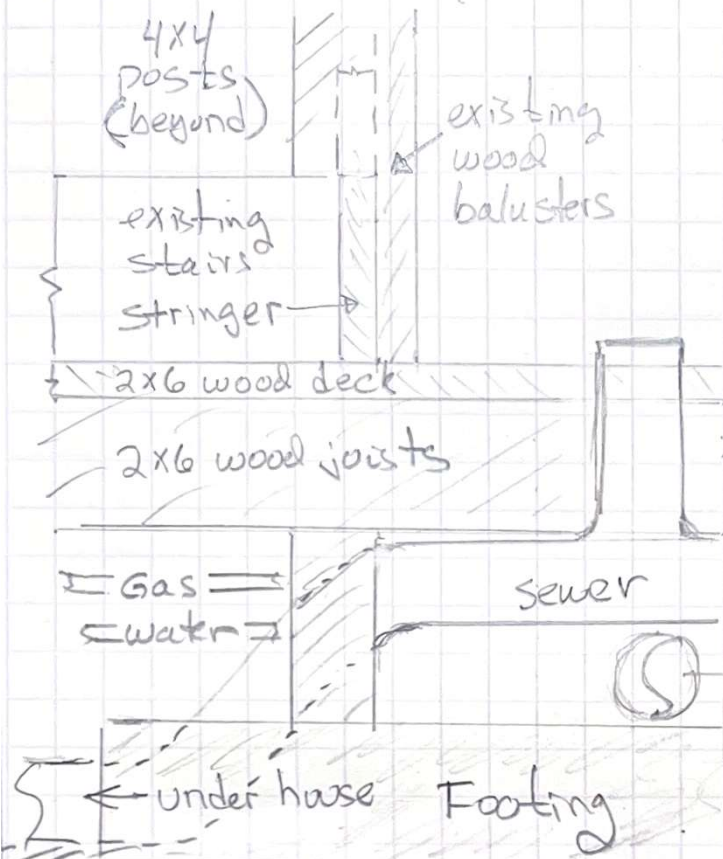 4x4
posts
(beyond)
existing
wood
balusters
existing
stairs
stringer
2x6 wood deck
2x6 wood joists
Gas
water
sewer
S
under house
Footing